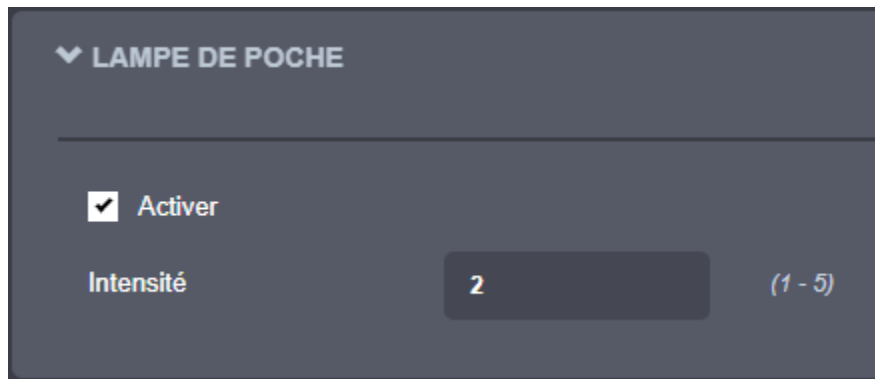 LAMPE DE POCHE
Activer
Intensité 2 (1 - 5)